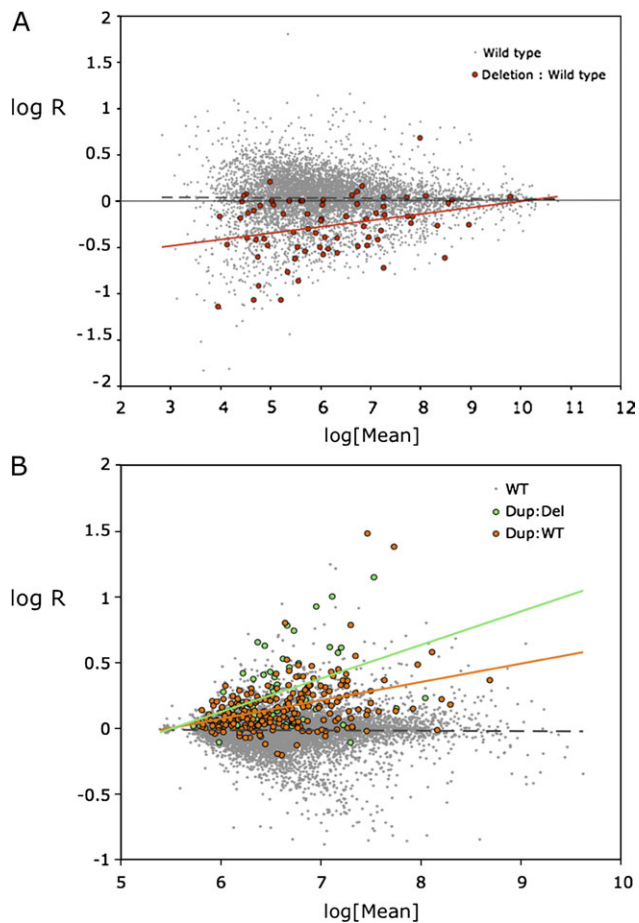 A
2
1.5
Wild type
Deletion : Wild type
log R
1
0.5
0
-0.5
-1
-1.5
-2
2 3 4 5 6 7 8 9 10 11 12
log[Mean]
B
2
WT
Dup:Del
Dup:WT
1.5
log R
1
0.5
0
-0.5
-1
5 6 7 8 9 10
log[Mean]